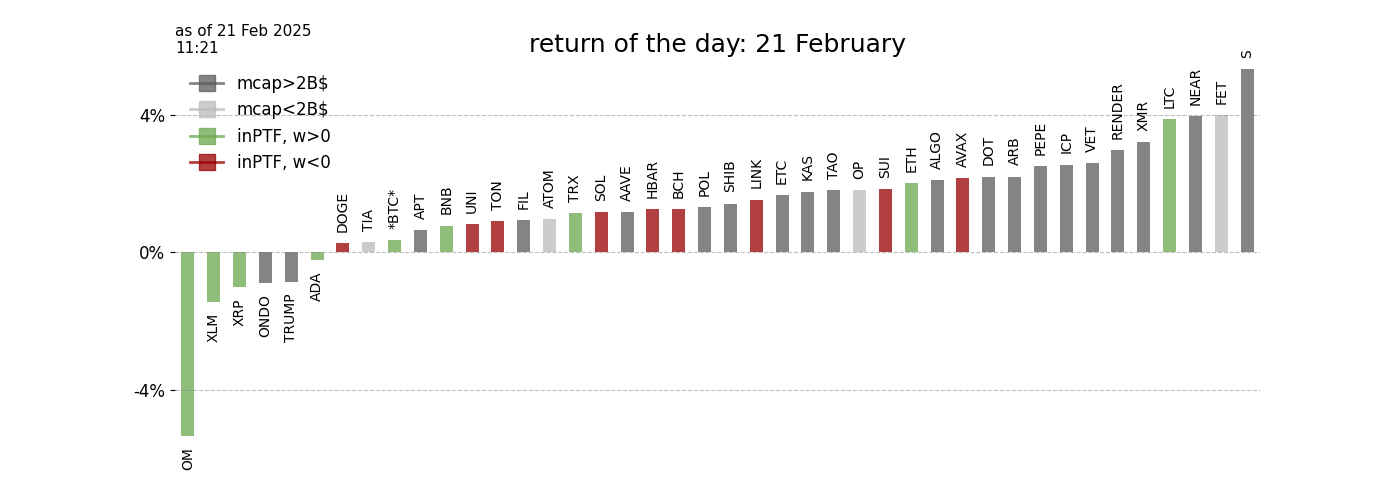 as of 21 Feb 2025
11:21
return of the day: 21 February
mcap>2B$
mcap<2B$
inPTF, w>0
inPTF, w<0
4%
0%
-4%
OM
XLM
XRP
ONDO
TRUMP
ADA
DOGE
TIA
*BTC*
APT
BNB
UNI
TON
FIL
ATOM
TRX
SOL
AAVE
HBAR
BCH
POL
SHIB
LINK
ETC
KAS
TAO
OP
SUI
ETH
ALGO
AVAX
DOT
ARB
PEPE
ICP
VET
RENDER
XMR
LTC
NEAR
FET
S